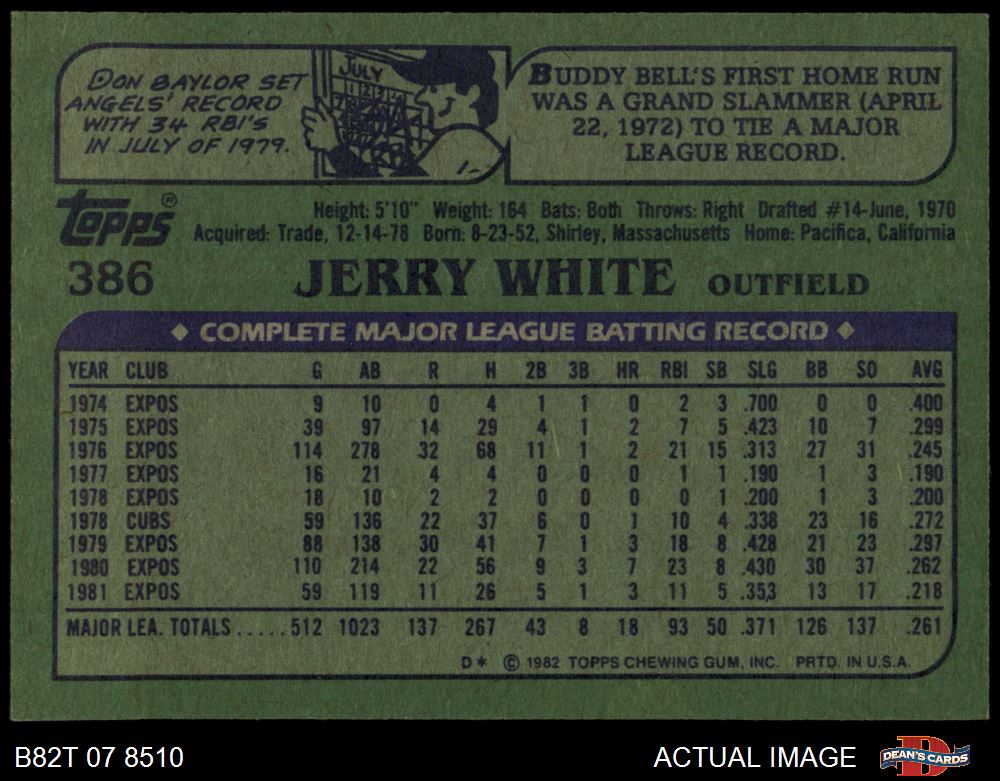 DON BAYLOR SET
ANGELS' RECORD
WITH 34 RBI'S
IN JULY OF 1979.
JULY
BUDDY BELL'S FIRST HOME RUN
WAS A GRAND SLAMMER (APRIL
22, 1972) TO TIE A MAJOR
LEAGUE RECORD.
Topps®
Height: 5'10" Weight: 164 Bats: Both Throws: Right Drafted #14-June, 1970
Acquired: Trade, 12-14-78 Born: 8-23-52, Shirley, Massachusetts Home: Pacifica, California
386 JERRY WHITE OUTFIELD
◆ COMPLETE MAJOR LEAGUE BATTING RECORD ◆
YEAR CLUB G AB R H 2B 3B HR RBI SB SLG BB SO AVG
1974 EXPOS 9 10 0 4 1 1 0 2 3 .700 0 0 .400
1975 EXPOS 39 97 14 29 4 1 2 7 5 .423 10 7 .299
1976 EXPOS 114 278 32 68 11 1 2 21 15 .313 27 31 .245
1977 EXPOS 16 21 4 4 0 0 0 1 1 .190 1 3 .190
1978 EXPOS 18 10 2 2 0 0 0 0 1 .200 1 3 .200
1978 CUBS 59 136 22 37 6 0 1 10 4 .338 23 16 .272
1979 EXPOS 88 138 30 41 7 1 3 18 8 .428 21 23 .297
1980 EXPOS 110 214 22 56 9 3 7 23 8 .430 30 37 .262
1981 EXPOS 59 119 11 26 5 1 3 11 5 .353 13 17 .218
MAJOR LEA. TOTALS.....512 1023 137 267 43 8 18 93 50 .371 126 137 .261
D* © 1982 TOPPS CHEWING GUM, INC. PRTD. IN U.S.A.
B82T 07 8510
ACTUAL IMAGE
DEAN'S CARDS